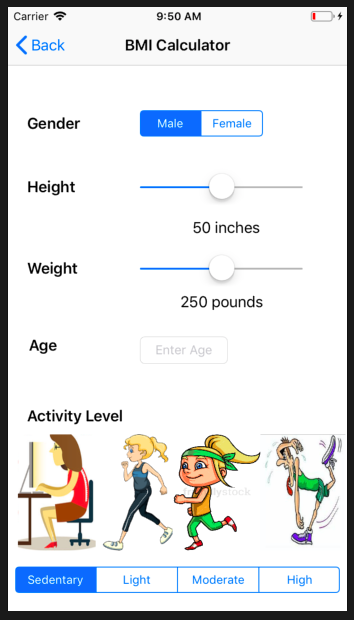 Carrier 9:50 AM
Back BMI Calculator
Gender Male Female
Height
50 inches
Weight
250 pounds
Age Enter Age
Activity Level
Sedentary Light Moderate High